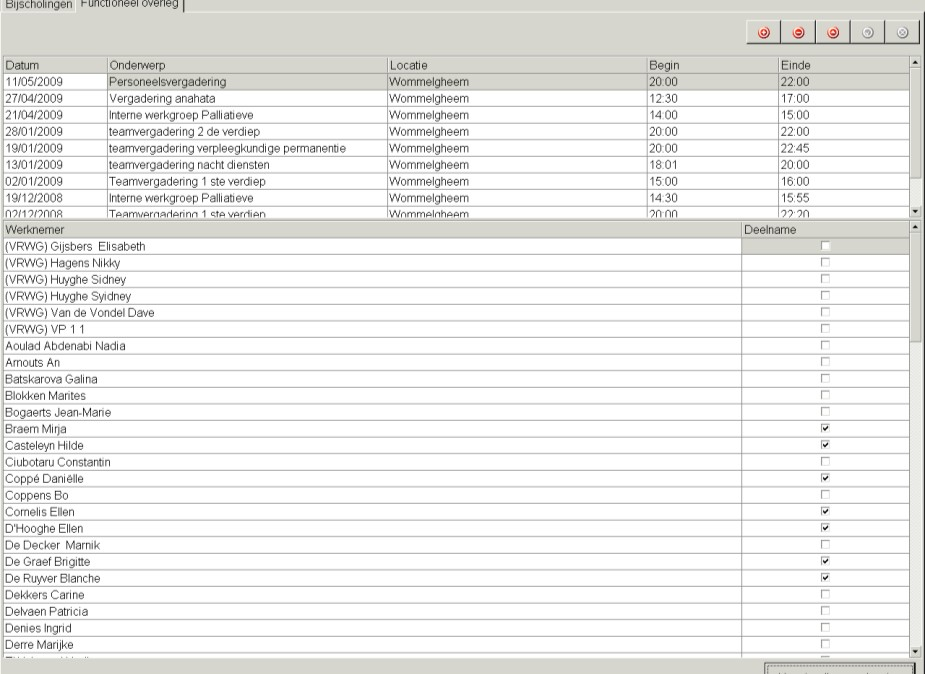 Bijscholingen Functioneel overleg
Datum Onderwerp Locatie Begin Einde
11/05/2009 Personeelsvergadering Wommelgheem 20:00 22:00
27/04/2009 Vergadering anahata Wommelgheem 12:30 17:00
21/04/2009 Interne werkgroep Palliatieve Wommelgheem 14:00 15:00
28/01/2009 teamvergadering 2 de verdiep Wommelgheem 20:00 22:00
19/01/2009 teamvergadering verpleegkundige permanentie Wommelgheem 20:00 22:45
13/01/2009 teamvergadering nacht diensten Wommelgheem 18:01 20:00
02/01/2009 Teamvergadering 1 ste verdiep Wommelgheem 15:00 16:00
19/12/2008 Interne werkgroep Palliatieve Wommelgheem 14:30 15:55
02/12/2008 Teamvergadering 1 ste verdiep Wommelgheem 20:00 22:20
Werknemer Deelname
(VRWG) Gijsbers Elisabeth
(VRWG) Hagens Nikky
(VRWG) Huyghe Sidney
(VRWG) Huyghe Syidney
(VRWG) Van de Vondel Dave
(VRWG) VP 1 1
Aoulad Abdenabi Nadia
Arnouts An
Batskarova Galina
Blokken Marites
Bogaerts Jean-Marie
Braem Mirja
Casteleyn Hilde
Ciubotaru Constantin
Coppé Daniëlle
Coppens Bo
Cornelis Ellen
D'Hooghe Ellen
De Decker Marnik
De Graef Brigitte
De Ruyver Blanche
Dekkers Carine
Delvaen Patricia
Denies Ingrid
Derre Marijke